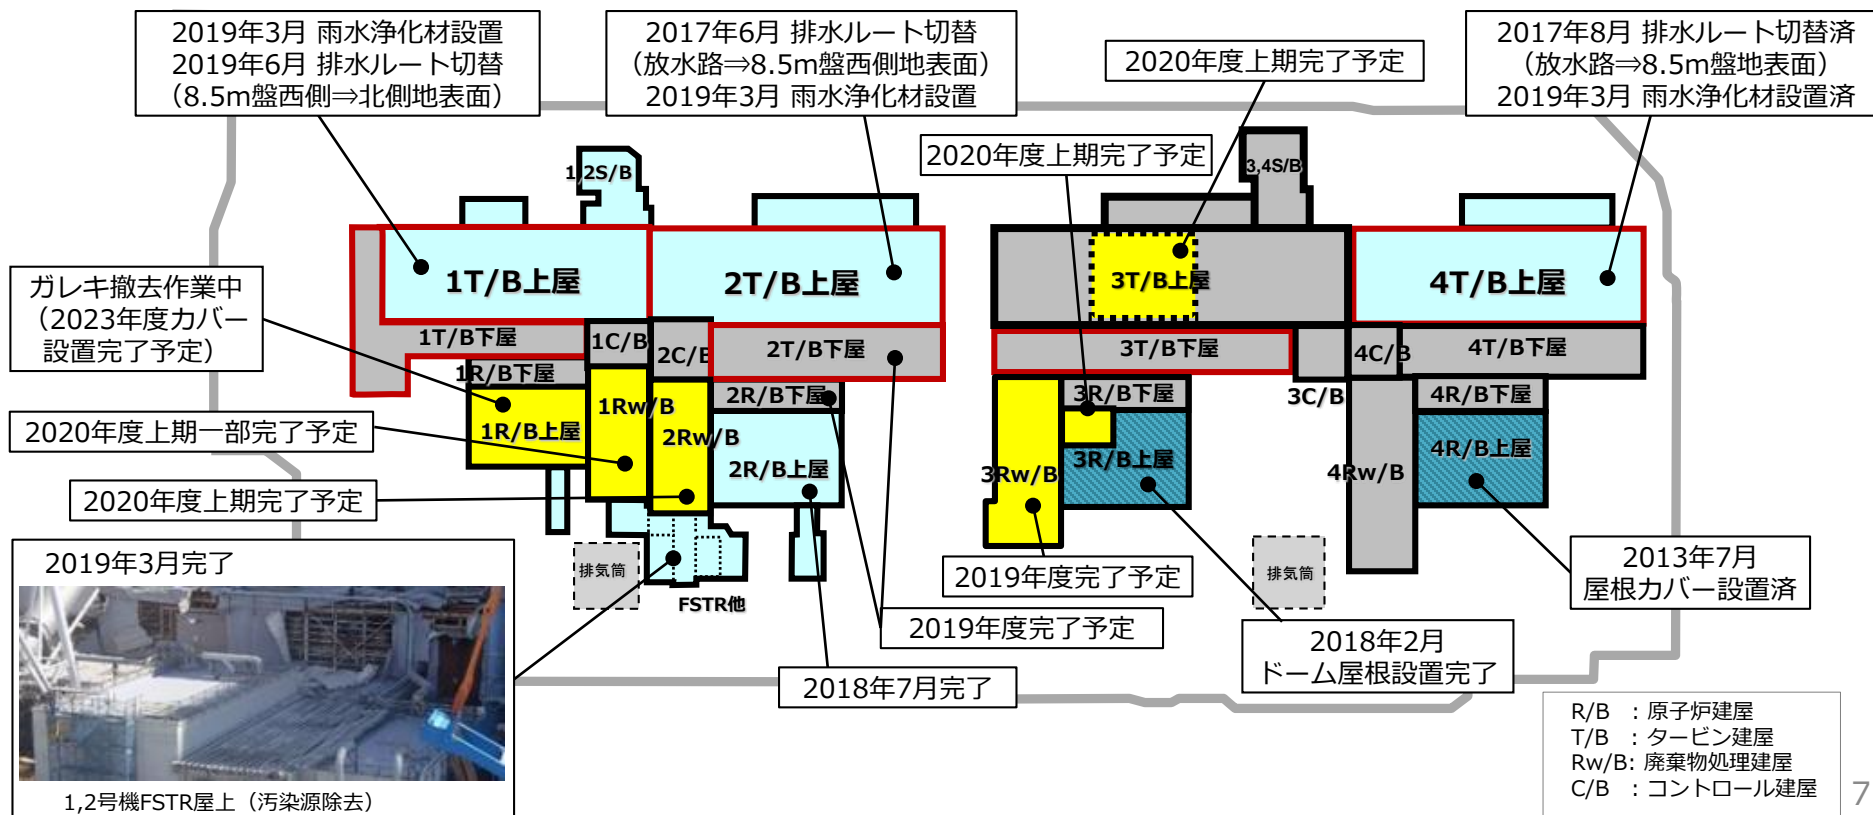 2019年3月 雨水浄化材設置
2019年6月 排水ルート切替
（8.5m盤西側⇒北側地表面）
2017年6月 排水ルート切替
（放水路⇒8.5m盤西側地表面）
2019年3月 雨水浄化材設置
2020年度上期完了予定
2017年8月 排水ルート切替済
（放水路⇒8.5m盤地表面）
2019年3月 雨水浄化材設置済
2020年度上期完了予定
1,2S/B
3,4S/B
1T/B上屋
2T/B上屋
3T/B上屋
4T/B上屋
ガレキ撤去作業中
（2023年度カバー
設置完了予定）
1T/B下屋
1C/B
2C/B
2T/B下屋
3T/B下屋
3C/B
4C/B
4T/B下屋
1R/B下屋
2R/B下屋
3R/B下屋
4R/B下屋
1R/B上屋
1Rw/B
2Rw/B
2R/B上屋
3Rw/B
3R/B上屋
4Rw/B
4R/B上屋
2020年度上期一部完了予定
2020年度上期完了予定
2019年3月完了
排気筒
FSTR他
2019年度完了予定
排気筒
2013年7月
屋根カバー設置済
2019年度完了予定
2018年2月
ドーム屋根設置完了
2018年7月完了
1,2号機FSTR屋上（汚染源除去）
R/B ：原子炉建屋
T/B ：タービン建屋
Rw/B：廃棄物処理建屋
C/B ：コントロール建屋
7